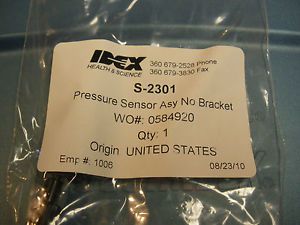 IDEX
HEALTH & SCIENCE
360 679-2528 Phone
360 679-3830 Fax
S-2301
Pressure Sensor Asy No Bracket
WO#: 0584920
Qty: 1
Origin: UNITED STATES
Emp #: 1006
08/23/10